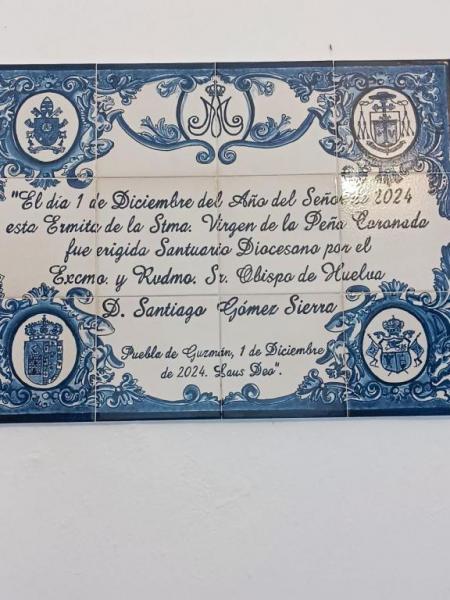 "El dia 1 de Diciembre del Año del Señor de 2024
esta Ermita de la Stma. Virgen de la Peña Coronada
fue erigida Santuario Diocesano por el
Excmo. y Rvdmo. Sr. Obispo de Huelva
D. Santiago Gómez Sierra
Puebla de Guzmán, 1 de Diciembre
de 2024. Laus Deo".